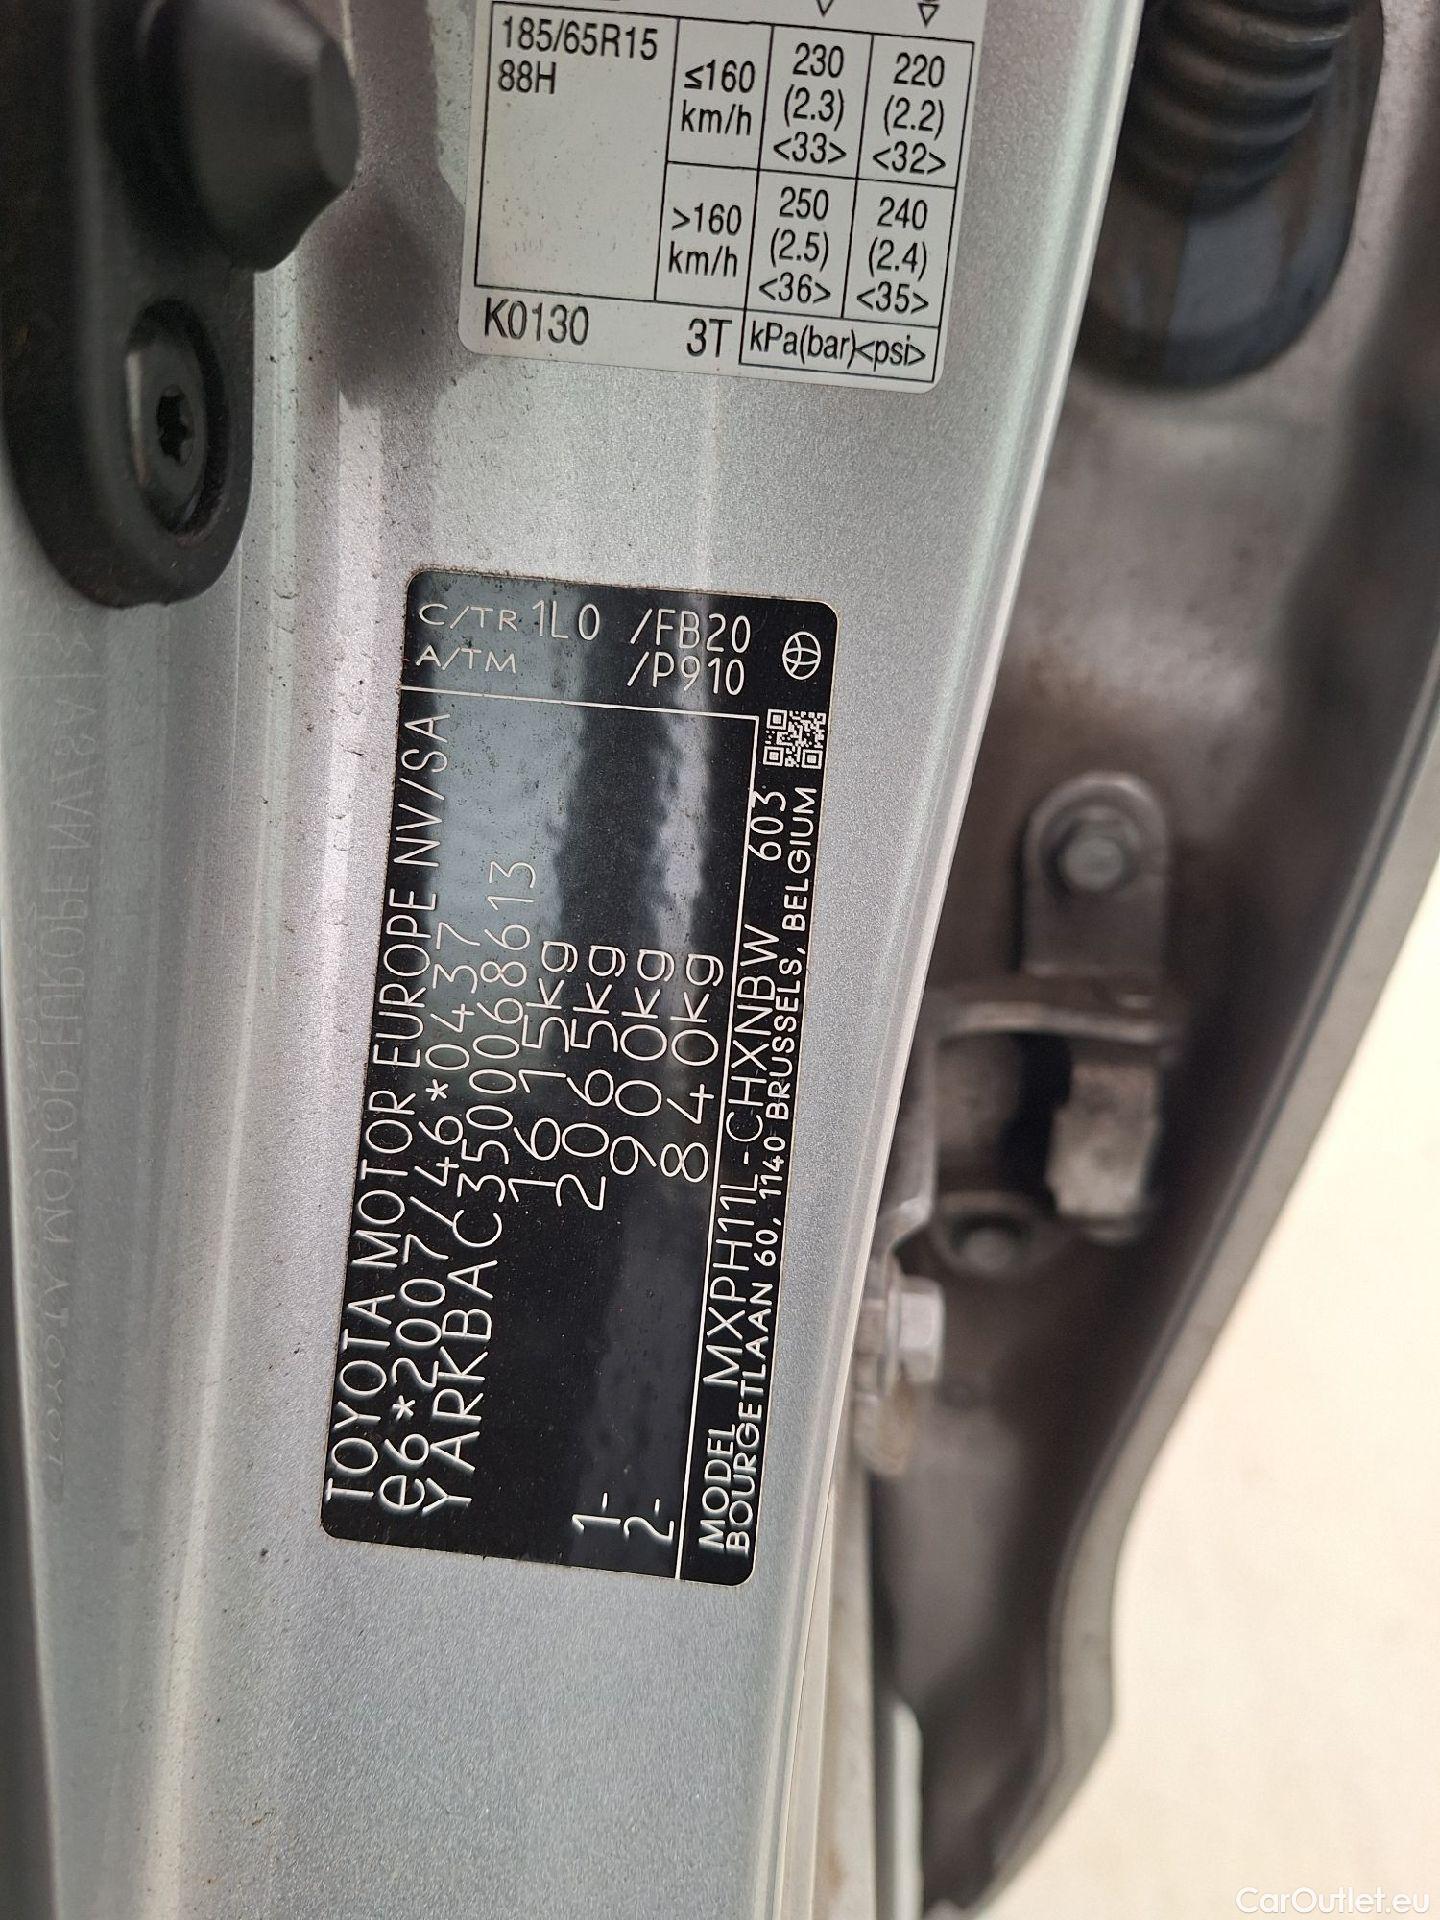 185/65R15
88H
≤160
km/h
230
(2.3)
<33>
220
(2.2)
<32>
>160
km/h
250
(2.5)
<36>
240
(2.4)
<35>
K0130
3T
kPa(bar)<psi>
C/TR 1L0 /FB20
A/TM /P910
TOYOTA MOTOR EUROPE NV/SA
e6*2007/46*0437
YARKBAC3500068613
1615kg
2065kg
1- 900kg
2- 840kg
MODEL MXPH11L-CHXNBW 603
BOURGETLAAN 60, 1140 BRUSSELS, BELGIUM
CarOutlet.eu